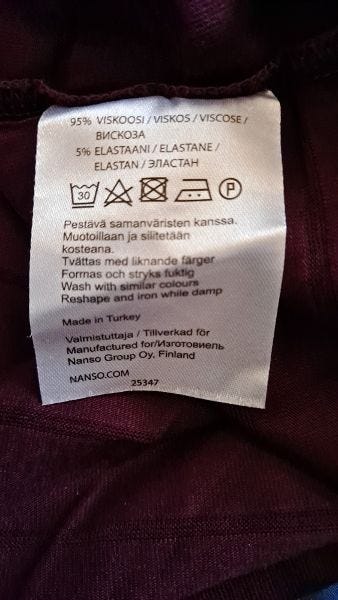 95% VISKOOSI / VISKOS / VISCOSE /
ВИСКОЗА
5% ELASTAANI / ELASTANE /
ELASTAN / ЭЛАСТАН
30 P
Pestävä samanväristen kanssa.
Muotoillaan ja silitetään
kosteana.
Tvättas med liknande färger
Formas och stryks fuktig
Wash with similar colours
Reshape and iron while damp
Made in Turkey
Valmistuttaja / Tillverkad för
Manufactured for/Изготовиель
Nanso Group Oy, Finland
NANSO.COM
25347